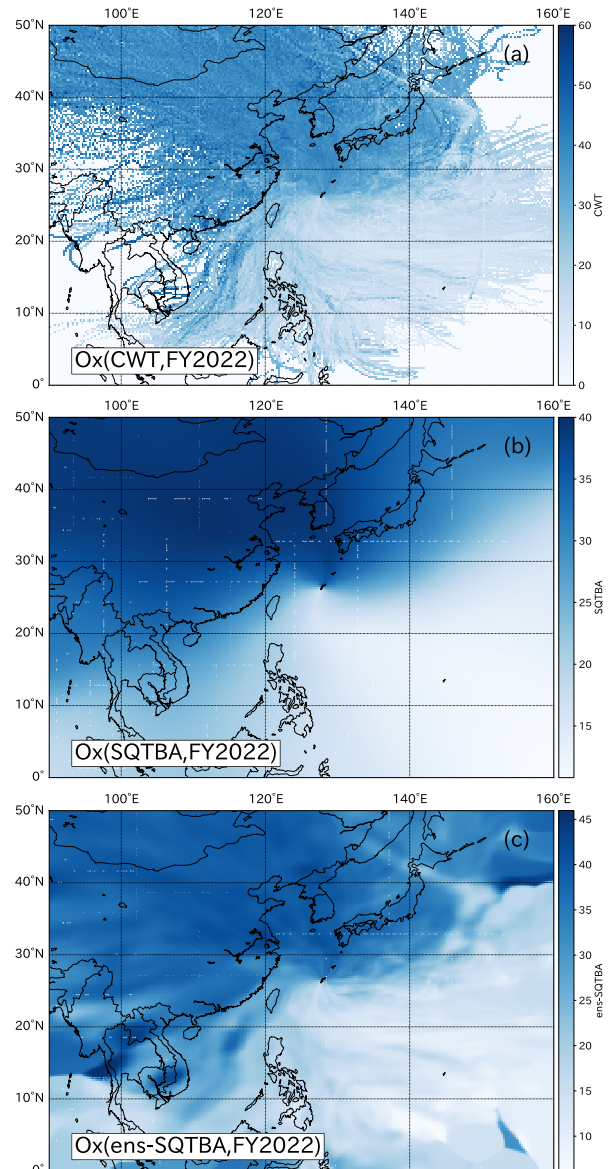 100°E 120°E 140°E 160°E
50°N
40°N
30°N
20°N
10°N
0°
(a)
Ox(CWT,FY2022)
60
50
40
30
20
10
0
CWT
100°E 120°E 140°E 160°E
50°N
40°N
30°N
20°N
10°N
0°
(b)
Ox(SQTBA,FY2022)
40
35
30
25
20
15
SQTBA
100°E 120°E 140°E 160°E
50°N
40°N
30°N
20°N
10°N
0°
(c)
Ox(ens-SQTBA,FY2022)
45
40
35
30
25
20
15
10
ens-SQTBA